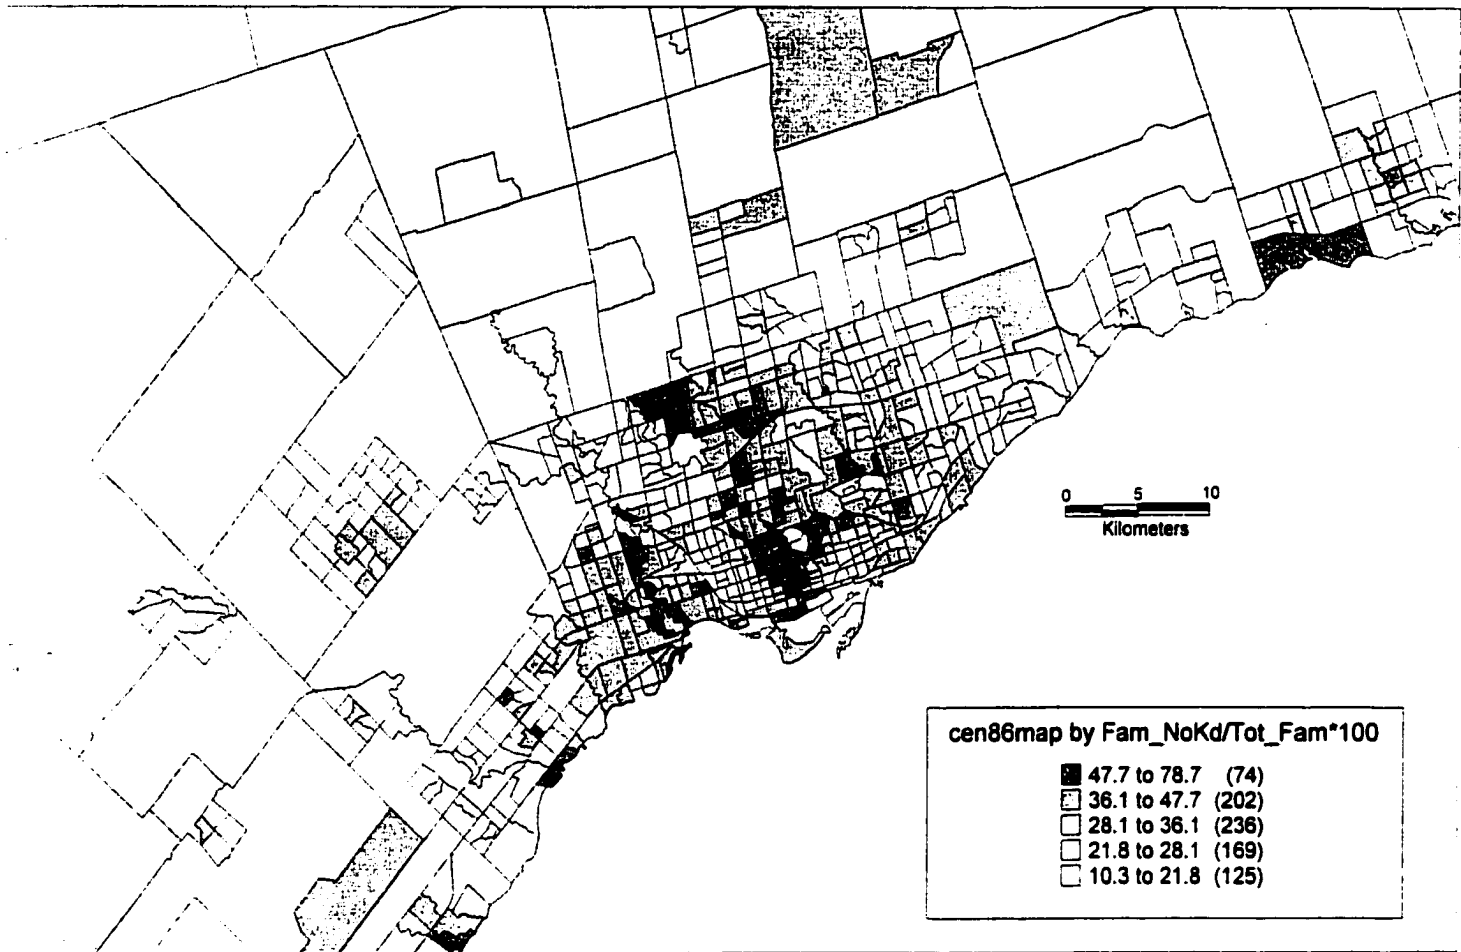 0 5 10
Kilometers
cen86map by Fam_NoKd/Tot_Fam*100
47.7 to 78.7 (74)
36.1 to 47.7 (202)
28.1 to 36.1 (236)
21.8 to 28.1 (169)
10.3 to 21.8 (125)